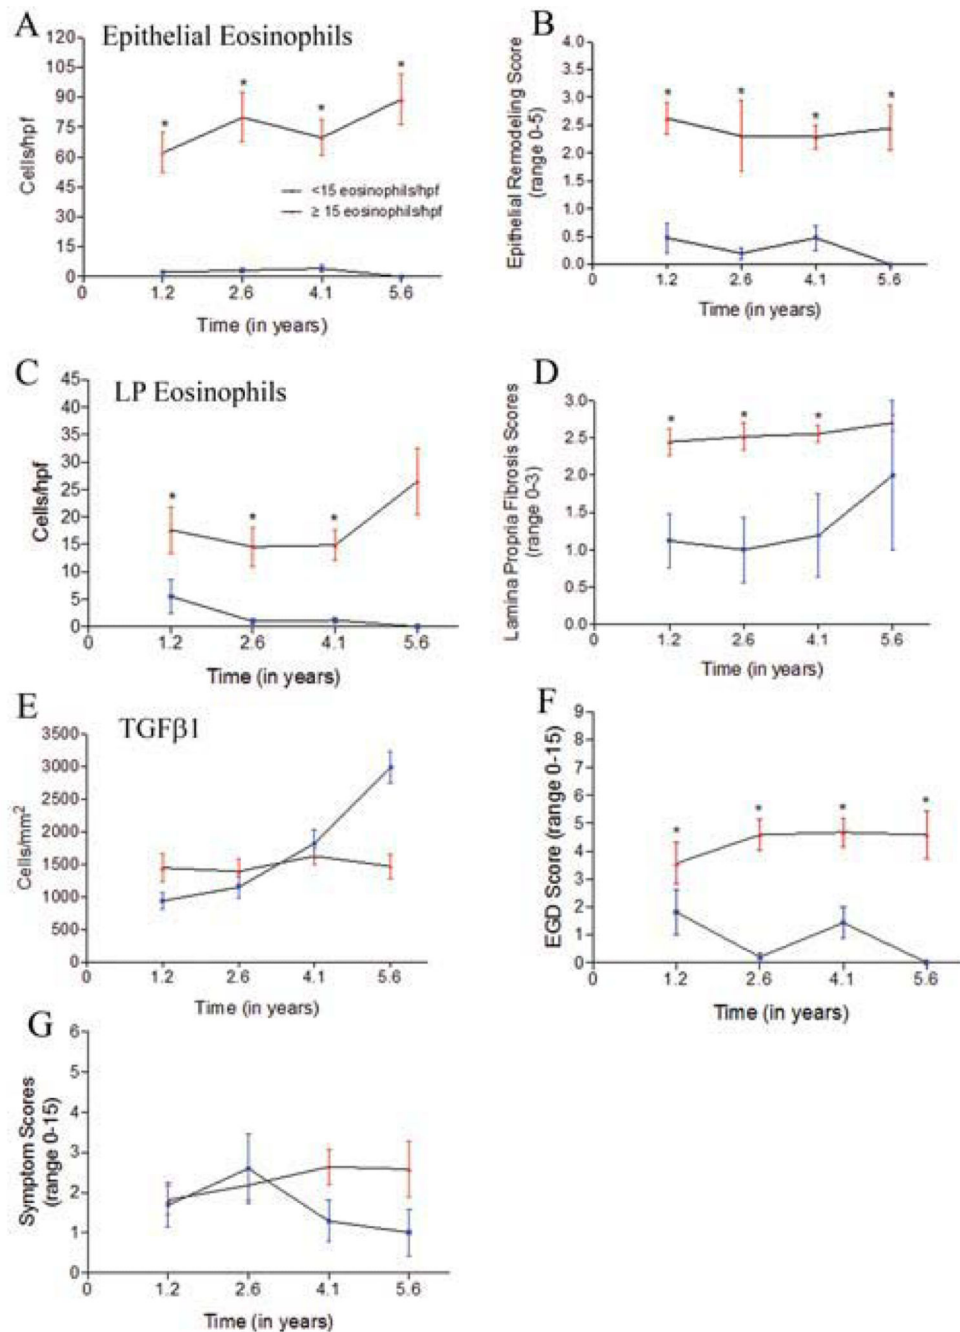 A
Epithelial Eosinophils
120
105
90
75
60
45
30
15
0
Cells/hpf
* * * *
<15 eosinophils/hpf
≥ 15 eosinophils/hpf
0 1.2 2.6 4.1 5.6
Time (in years)
B
4.0
3.5
3.0
2.5
2.0
1.5
1.0
0.5
0.0
Epithelial Remodeling Score
(range 0-5)
* * * *
0 1.2 2.6 4.1 5.6
Time (in years)
C
LP Eosinophils
45
40
35
30
25
20
15
10
5
0
Cells/hpf
* * *
0 1.2 2.6 4.1 5.6
Time (in years)
D
3.0
2.5
2.0
1.5
1.0
0.5
0.0
Lamina Propria Fibrosis Scores
(range 0-3)
* * *
0 1.2 2.6 4.1 5.6
Time (in years)
E
TGFβ1
3500
3000
2500
2000
1500
1000
500
0
Cells/mm²
0 1.2 2.6 4.1 5.6
Time (in years)
F
9
8
7
6
5
4
3
2
1
0
EGD Score (range 0-15)
* * * *
0 1.2 2.6 4.1 5.6
Time (in years)
G
6
5
4
3
2
1
0
Symptom Scores
(range 0-15)
0 1.2 2.6 4.1 5.6
Time (in years)